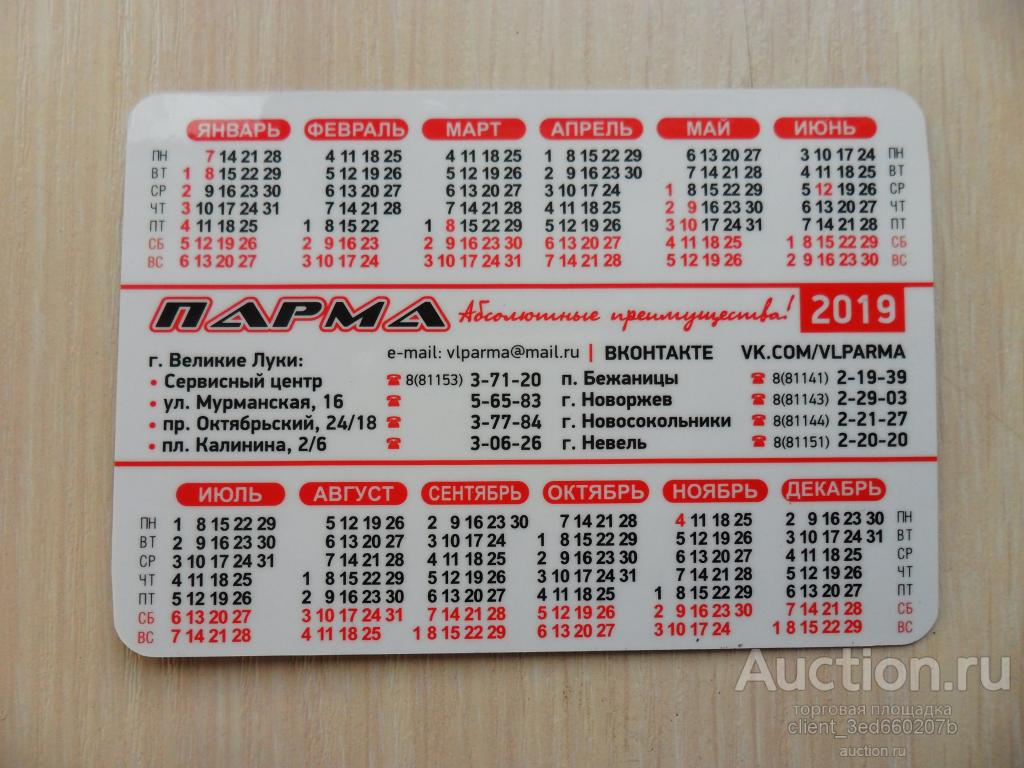 ЯНВАРЬ ФЕВРАЛЬ МАРТ АПРЕЛЬ МАЙ ИЮНЬ
ПН 7 14 21 28 4 11 18 25 4 11 18 25 1 8 15 22 29 6 13 20 27 3 10 17 24 ПН
ВТ 1 8 15 22 29 5 12 19 26 5 12 19 26 2 9 16 23 30 7 14 21 28 4 11 18 25 ВТ
СР 2 9 16 23 30 6 13 20 27 6 13 20 27 3 10 17 24 1 8 15 22 29 5 12 19 26 СР
ЧТ 3 10 17 24 31 7 14 21 28 7 14 21 28 4 11 18 25 2 9 16 23 30 6 13 20 27 ЧТ
ПТ 4 11 18 25 1 8 15 22 1 8 15 22 29 5 12 19 26 3 10 17 24 31 7 14 21 28 ПТ
СБ 5 12 19 26 2 9 16 23 2 9 16 23 30 6 13 20 27 4 11 18 25 1 8 15 22 29 СБ
ВС 6 13 20 27 3 10 17 24 3 10 17 24 31 7 14 21 28 5 12 19 26 2 9 16 23 30 ВС
ПАРМА Абсолютные преимущества! 2019
г. Великие Луки: e-mail: vlparma@mail.ru | ВКОНТАКТЕ VK.COM/VLPARMA
• Сервисный центр ☎ 8(81153) 3-71-20 п. Бежаницы ☎ 8(81141) 2-19-39
• ул. Мурманская, 16 ☎ 5-65-83 г. Новоржев ☎ 8(81143) 2-29-03
• пр. Октябрьский, 24/18 ☎ 3-77-84 г. Новосокольники ☎ 8(81144) 2-21-27
• пл. Калинина, 2/6 ☎ 3-06-26 г. Невель ☎ 8(81151) 2-20-20
ИЮЛЬ АВГУСТ СЕНТЯБРЬ ОКТЯБРЬ НОЯБРЬ ДЕКАБРЬ
ПН 1 8 15 22 29 5 12 19 26 2 9 16 23 30 7 14 21 28 4 11 18 25 2 9 16 23 30 ПН
ВТ 2 9 16 23 30 6 13 20 27 3 10 17 24 1 8 15 22 29 5 12 19 26 3 10 17 24 31 ВТ
СР 3 10 17 24 31 7 14 21 28 4 11 18 25 2 9 16 23 30 6 13 20 27 4 11 18 25 СР
ЧТ 4 11 18 25 1 8 15 22 29 5 12 19 26 3 10 17 24 31 7 14 21 28 5 12 19 26 ЧТ
ПТ 5 12 19 26 2 9 16 23 30 6 13 20 27 4 11 18 25 1 8 15 22 29 6 13 20 27 ПТ
СБ 6 13 20 27 3 10 17 24 31 7 14 21 28 5 12 19 26 2 9 16 23 30 7 14 21 28 СБ
ВС 7 14 21 28 4 11 18 25 1 8 15 22 29 6 13 20 27 3 10 17 24 1 8 15 22 29 ВС
Auction.ru
торговая площадка
client_3ed660207b
auction.ru